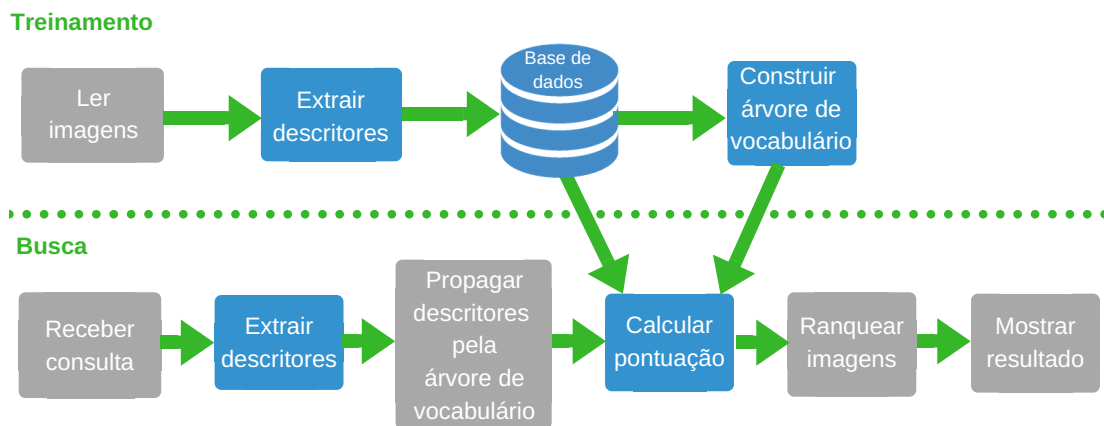 Treinamento
Ler
imagens
Extrair
descritores
Base de
dados
Construir
árvore de
vocabulário
Busca
Receber
consulta
Extrair
descritores
Propagar
descritores
pela
árvore de
vocabulário
Calcular
pontuação
Ranquear
imagens
Mostrar
resultado